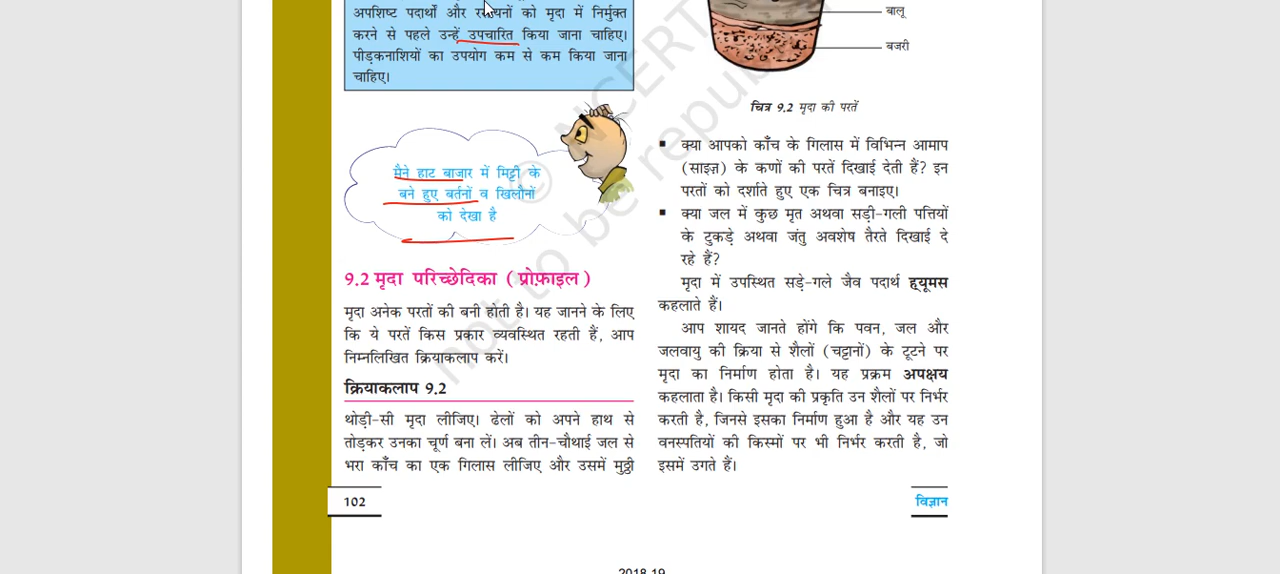 अपशिष्ट पदार्थों और रसायनों को मृदा में निर्मुक्त
करने से पहले उन्हें उपचारित किया जाना चाहिए।
पीड़कनाशियों का उपयोग कम से कम किया जाना
चाहिए।
मैने हाट बाजार में मिट्टी के
बने हुए बर्तनों व खिलौनों
को देखा है
9.2 मृदा परिच्छेदिका ( प्रोफ़ाइल )
मृदा अनेक परतों की बनी होती है। यह जानने के लिए
कि ये परतें किस प्रकार व्यवस्थित रहती हैं, आप
निम्नलिखित क्रियाकलाप करें।
क्रियाकलाप 9.2
थोड़ी-सी मृदा लीजिए। ढेलों को अपने हाथ से
तोड़कर उनका चूर्ण बना लें। अब तीन-चौथाई जल से
भरा काँच का एक गिलास लीजिए और उसमें मुठ्ठी
बालू
बजरी
चित्र 9.2 मृदा की परतें
▪ क्या आपको काँच के गिलास में विभिन्न आमाप
(साइज़) के कणों की परतें दिखाई देती हैं? इन
परतों को दर्शाते हुए एक चित्र बनाइए।
▪ क्या जल में कुछ मृत अथवा सड़ी-गली पत्तियों
के टुकड़े अथवा जंतु अवशेष तैरते दिखाई दे
रहे हैं?
मृदा में उपस्थित सड़े-गले जैव पदार्थ ह्यूमस
कहलाते हैं।
आप शायद जानते होंगे कि पवन, जल और
जलवायु की क्रिया से शैलों (चट्टानों) के टूटने पर
मृदा का निर्माण होता है। यह प्रक्रम अपक्षय
कहलाता है। किसी मृदा की प्रकृति उन शैलों पर निर्भर
करती है, जिनसे इसका निर्माण हुआ है और यह उन
वनस्पतियों की किस्मों पर भी निर्भर करती है, जो
इसमें उगते हैं।
102
विज्ञान
2018-19
© NCERT
not to be republi